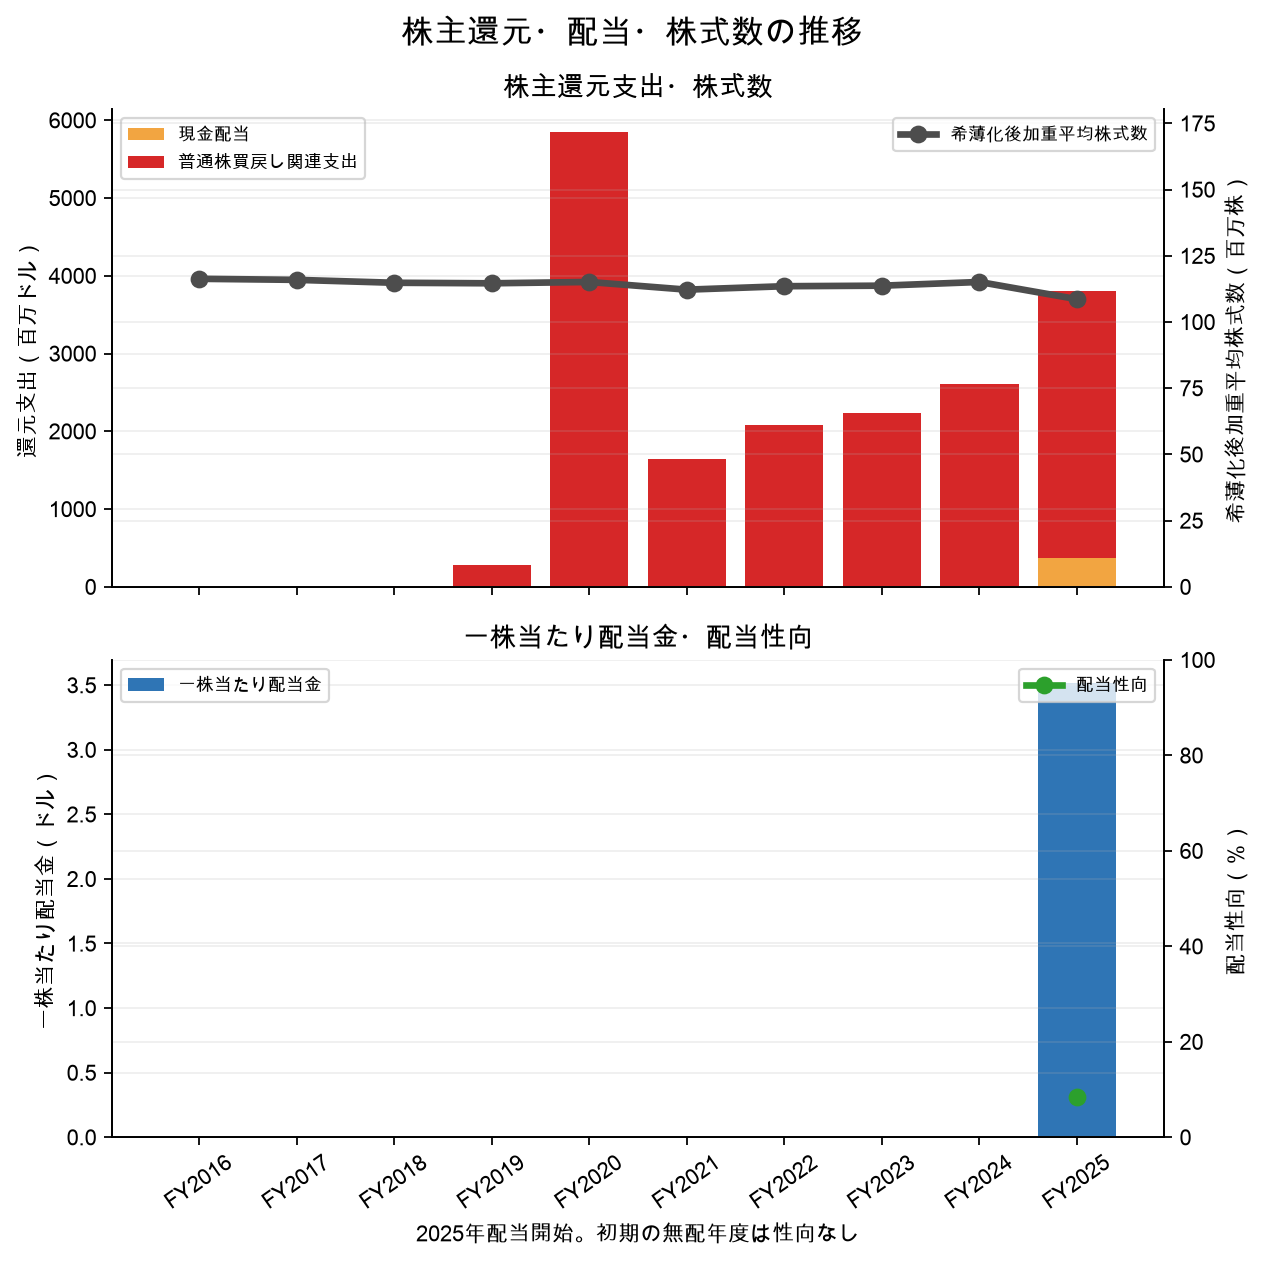 株主還元・配当・株式数の推移
株主還元支出・株式数
現金配当
普通株買戻し関連支出
希薄化後加重平均株式数
6000
5000
4000
3000
2000
1000
0
還元支出(百万ドル)
175
150
125
100
75
50
25
0
希薄化後加重平均株式数(百万株)
一株当たり配当金・配当性向
一株当たり配当金
配当性向
3.5
3.0
2.5
2.0
1.5
1.0
0.5
0.0
一株当たり配当金(ドル)
100
80
60
40
20
0
配当性向(%)
FY2016
FY2017
FY2018
FY2019
FY2020
FY2021
FY2022
FY2023
FY2024
FY2025
2025年配当開始。初期の無配年度は性向なし